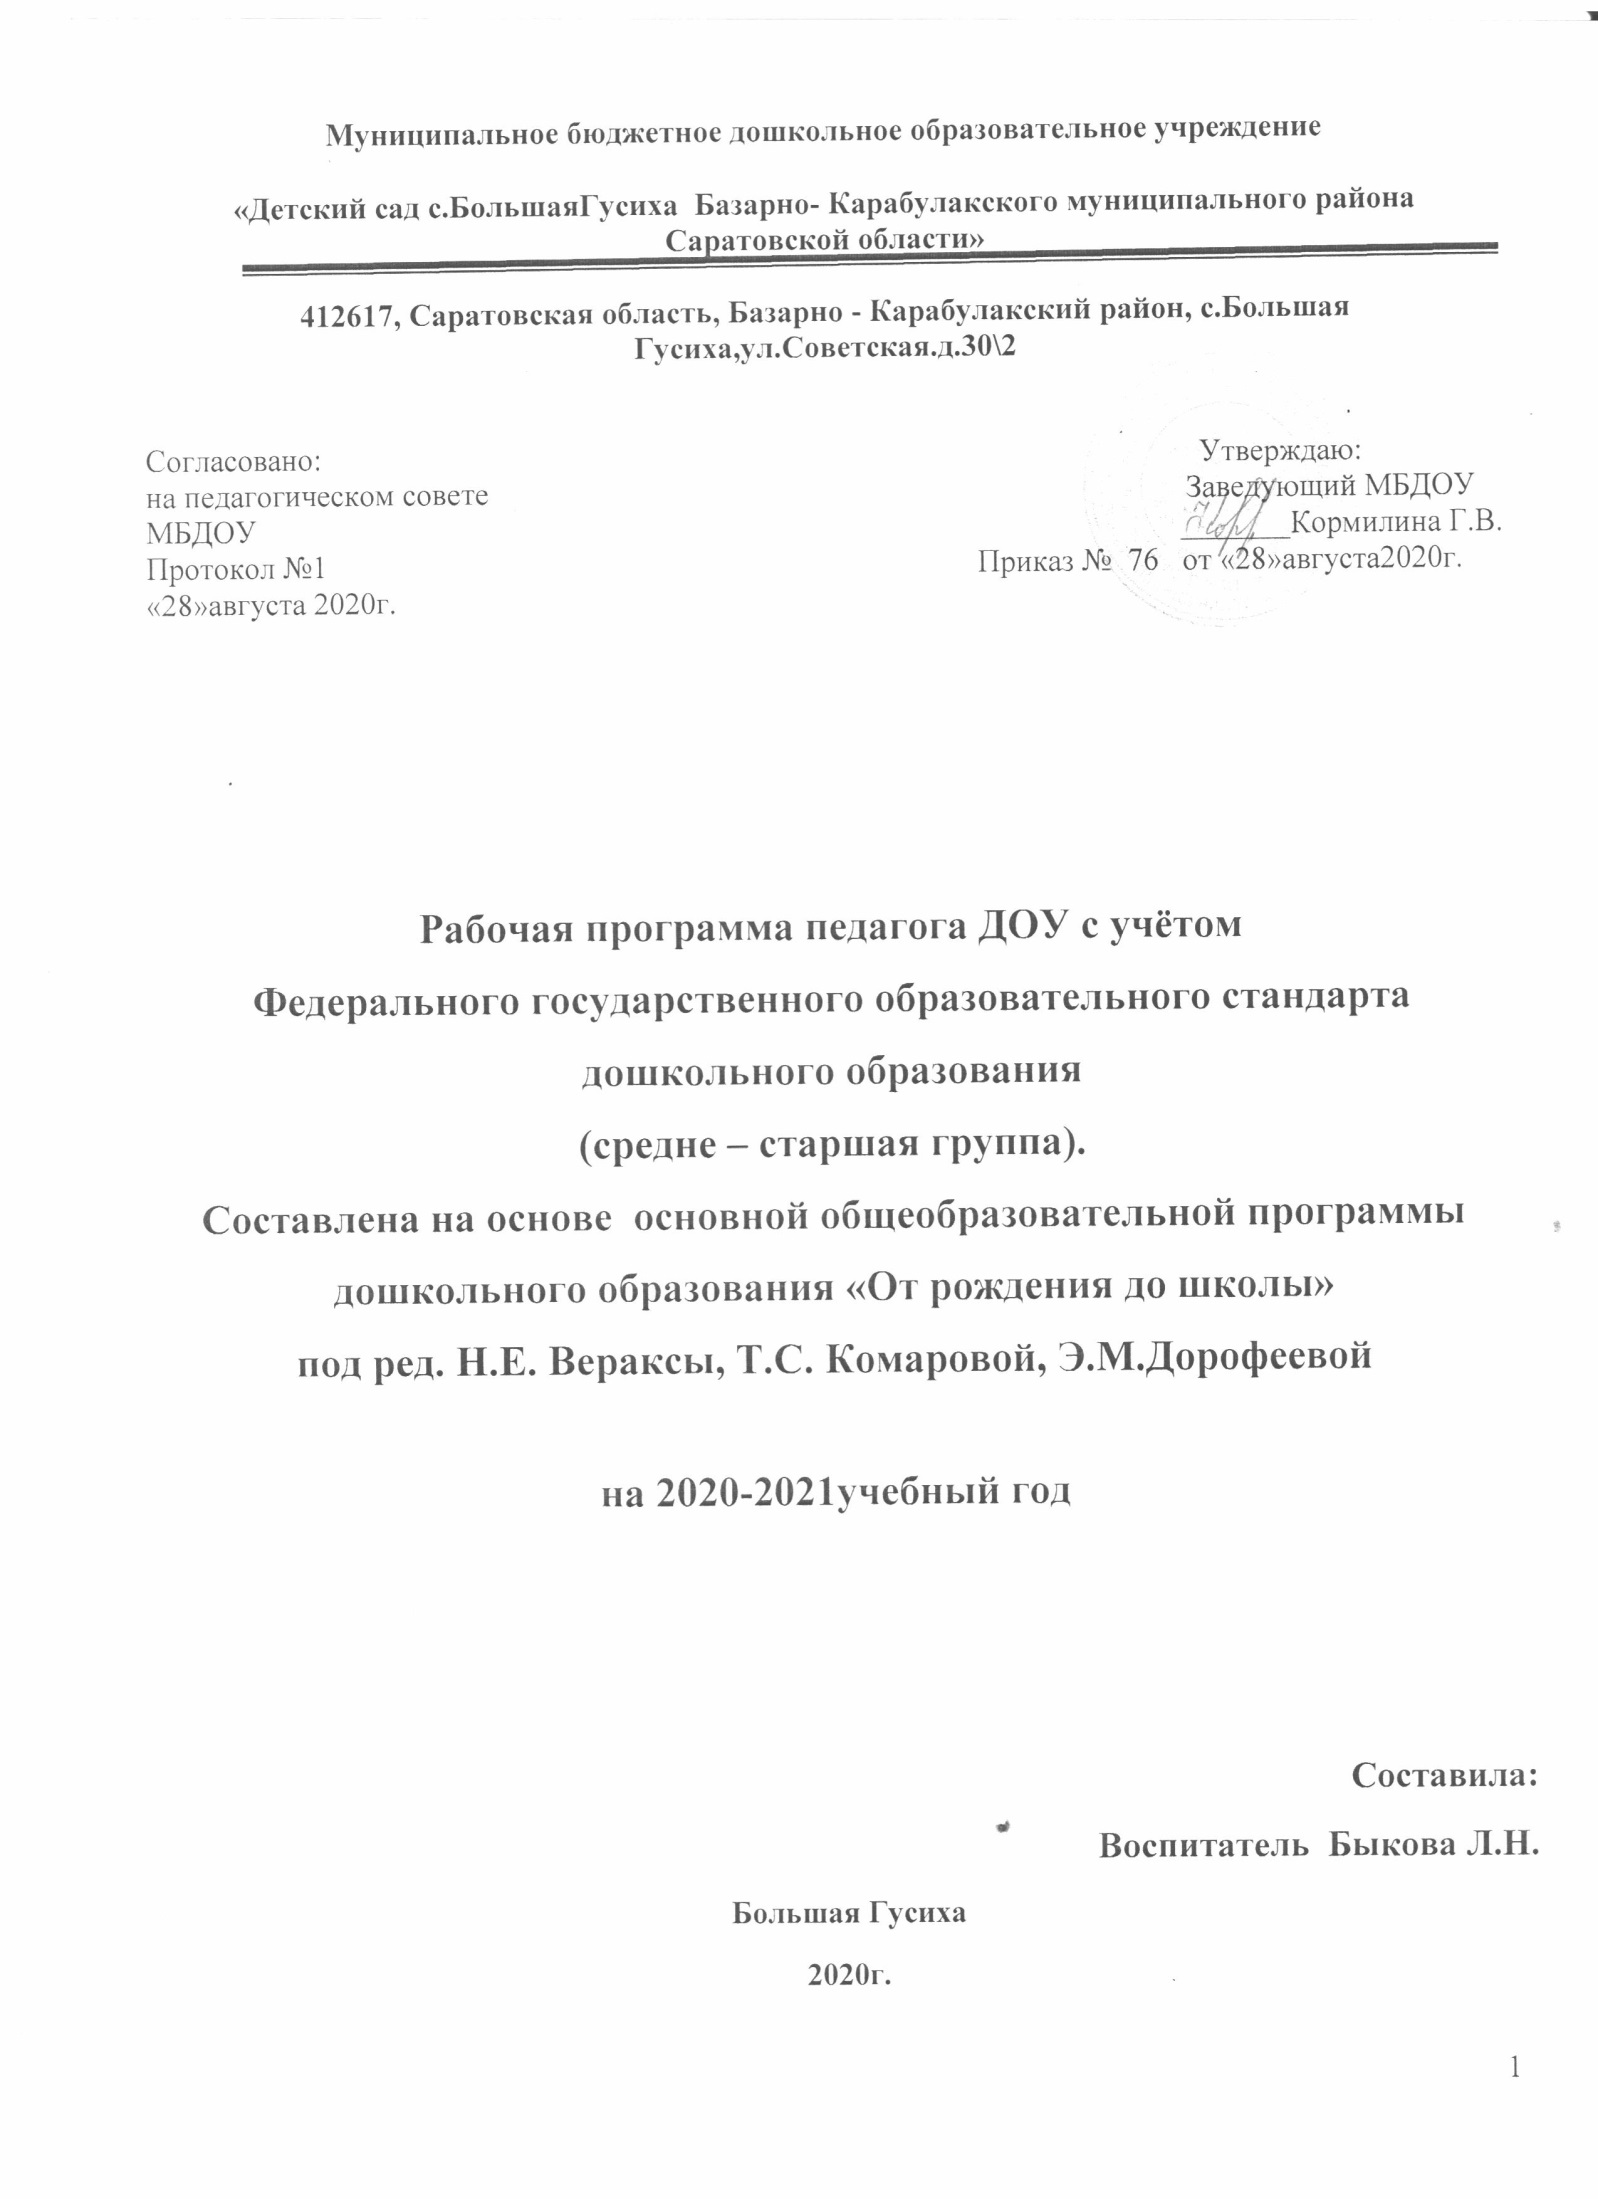 Муниципальное бюджетное дошкольное образовательное учреждение
«Детский сад с.БольшаяГусиха  Базарно- Карабулакского муниципального района
Саратовской области»
412617, Саратовская область, Базарно - Карабулакский район, с.Большая
Гусиха,ул.Советская.д.30\2
Согласовано:
на педагогическом совете
МБДОУ
Протокол №1
«28»августа 2020г.
Утверждаю:
Заведующий МБДОУ
________Кормилина Г.В.
Приказ №  76   от «28»августа2020г.
Рабочая программа педагога ДОУ с учётом
Федерального государственного образовательного стандарта
дошкольного образования
(средне – старшая группа).
Составлена на основе  основной общеобразовательной программы
дошкольного образования «От рождения до школы»
под ред. Н.Е. Вераксы, Т.С. Комаровой, Э.М.Дорофеевой
на 2020-2021учебный год
Составила:
Воспитатель  Быкова Л.Н.
Большая Гусиха
2020г.
1